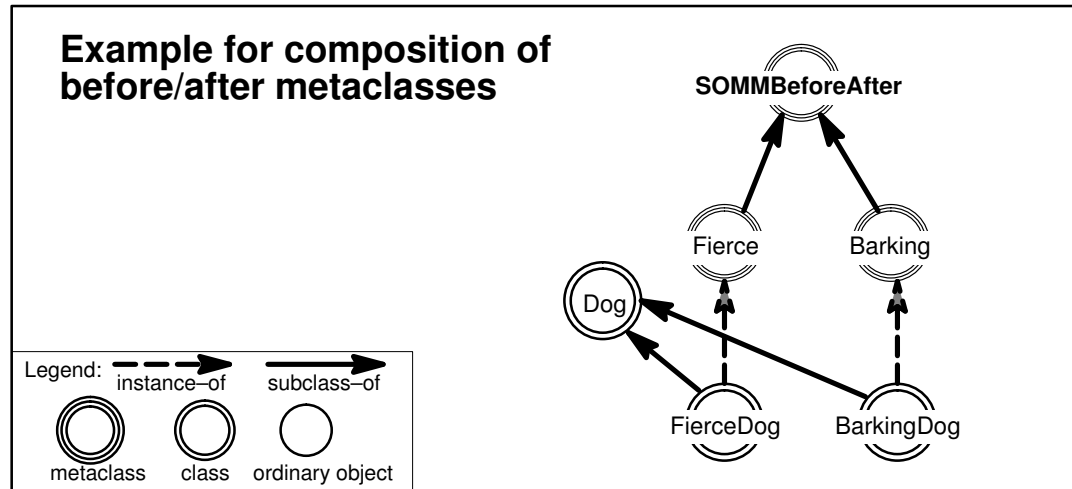 Example for composition of
before/after metaclasses
SOMMBeforeAfter
Fierce
Barking
Dog
FierceDog
BarkingDog
Legend:
instance–of
subclass–of
metaclass
class
ordinary object